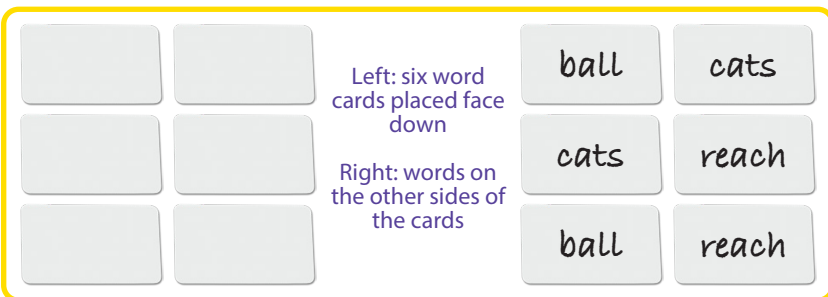 Left: six word
cards placed face
down
Right: words on
the other sides of
the cards
ball cats
cats reach
ball reach